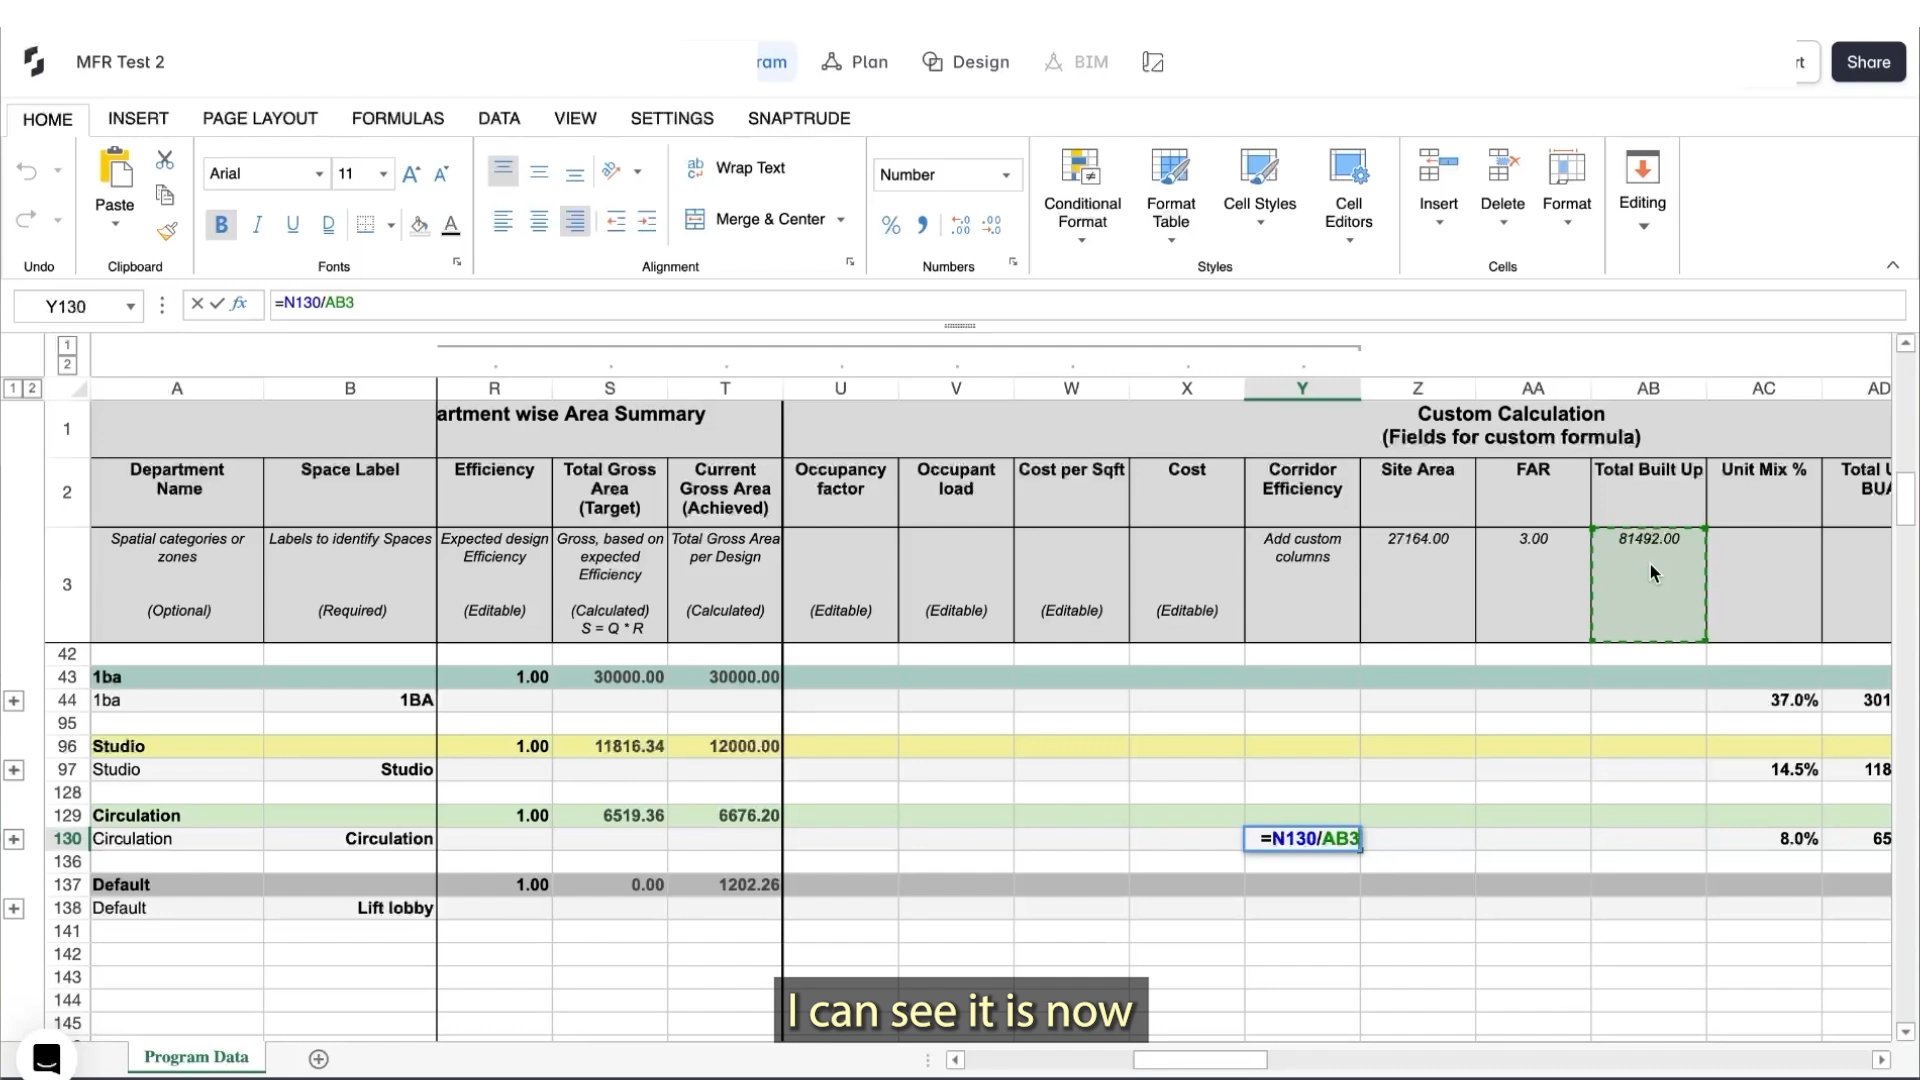 MFR Test 2
ram
Plan
Design
BIM
rt
Share
HOME
INSERT
PAGE LAYOUT
FORMULAS
DATA
VIEW
SETTINGS
SNAPTRUDE
Paste
Arial
11
Wrap Text
Merge & Center
Number
Conditional
Format
Format
Table
Cell Styles
Cell
Editors
Insert
Delete
Format
Editing
Undo
Clipboard
Fonts
Alignment
Numbers
Styles
Cells
Y130
fx
=N130/AB3
1
2
1 2
A B R S T U V W X Y Z AA AB AC AD
1 artment wise Area Summary
Custom Calculation
(Fields for custom formula)
2
Department
Name
Space Label
Efficiency
Total Gross
Area
(Target)
Current
Gross Area
(Achieved)
Occupancy
factor
Occupant
load
Cost per Sqft
Cost
Corridor
Efficiency
Site Area
FAR
Total Built Up
Unit Mix %
Total U
BUA
3
Spatial categories or
zones
(Optional)
Labels to identify Spaces
(Required)
Expected design
Efficiency
(Editable)
Gross, based on
expected
Efficiency
(Calculated)
S = Q * R
Total Gross Area
per Design
(Calculated)
(Editable)
(Editable)
(Editable)
(Editable)
Add custom
columns
27164.00
3.00
81492.00
42
43 1ba 1.00 30000.00 30000.00
44 1ba 1BA 37.0% 301
95
96 Studio 1.00 11816.34 12000.00
97 Studio Studio 14.5% 118
128
129 Circulation 1.00 6519.36 6676.20
130 Circulation Circulation =N130/AB3 8.0% 65
136
137 Default 1.00 0.00 1202.26
138 Default Lift lobby
141
142
143
144
145
I can see it is now
Program Data